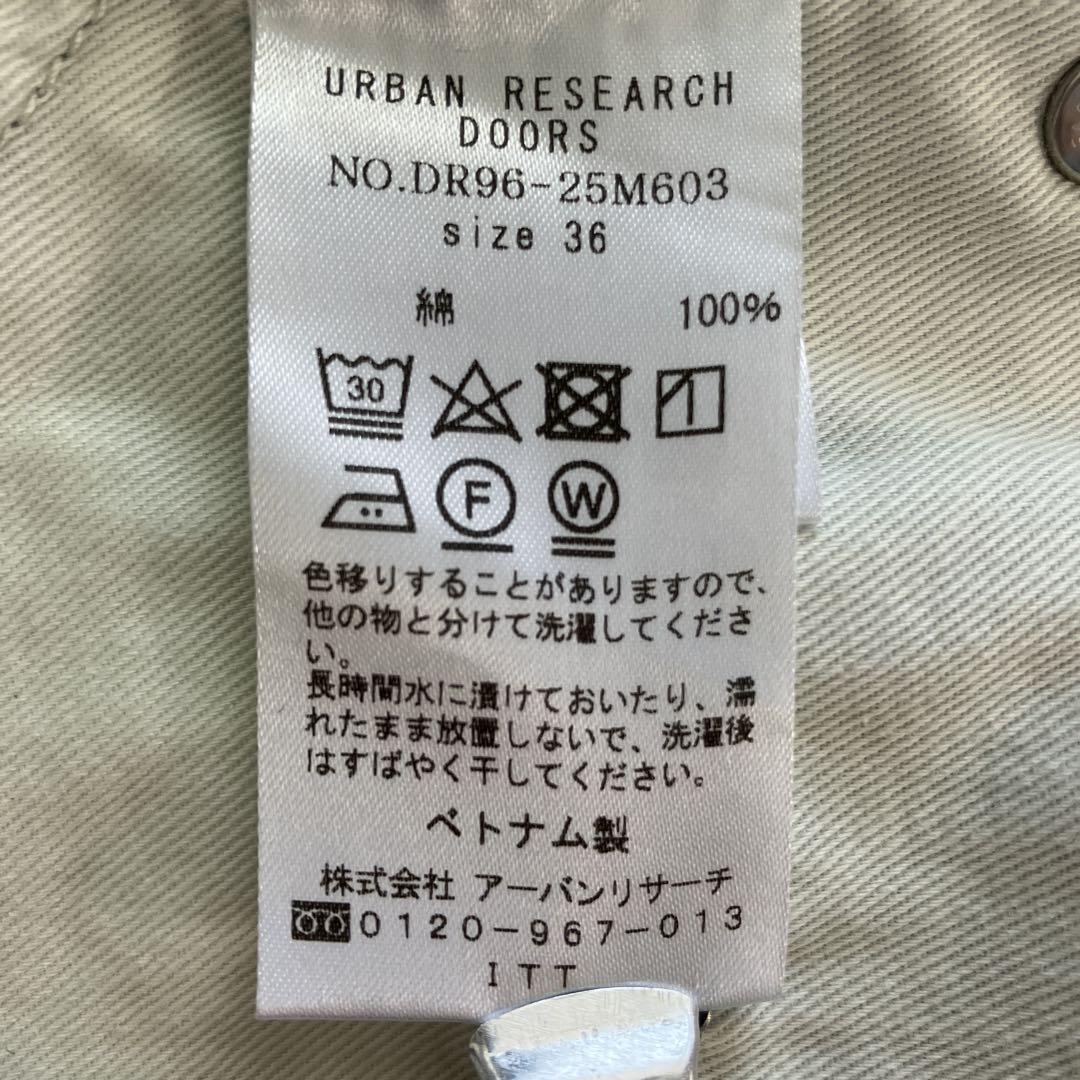 URBAN RESEARCH
DOORS
NO.DR96-25M603
size 36
綿 100%
30
F W
色移りすることがありますので、
他の物と分けて洗濯してくださ
い。
長時間水に漬けておいたり、濡
れたまま放置しないで、洗濯後
はすばやく干してください。
ベトナム製
株式会社 アーバンリサーチ
0120-967-013
ITT